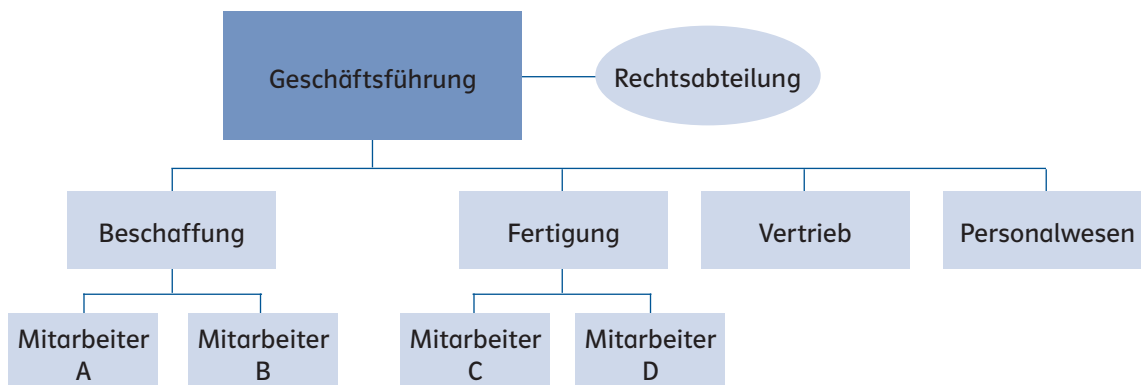 Geschäftsführung
Rechtsabteilung
Beschaffung
Fertigung
Vertrieb
Personalwesen
Mitarbeiter
A
Mitarbeiter
B
Mitarbeiter
C
Mitarbeiter
D